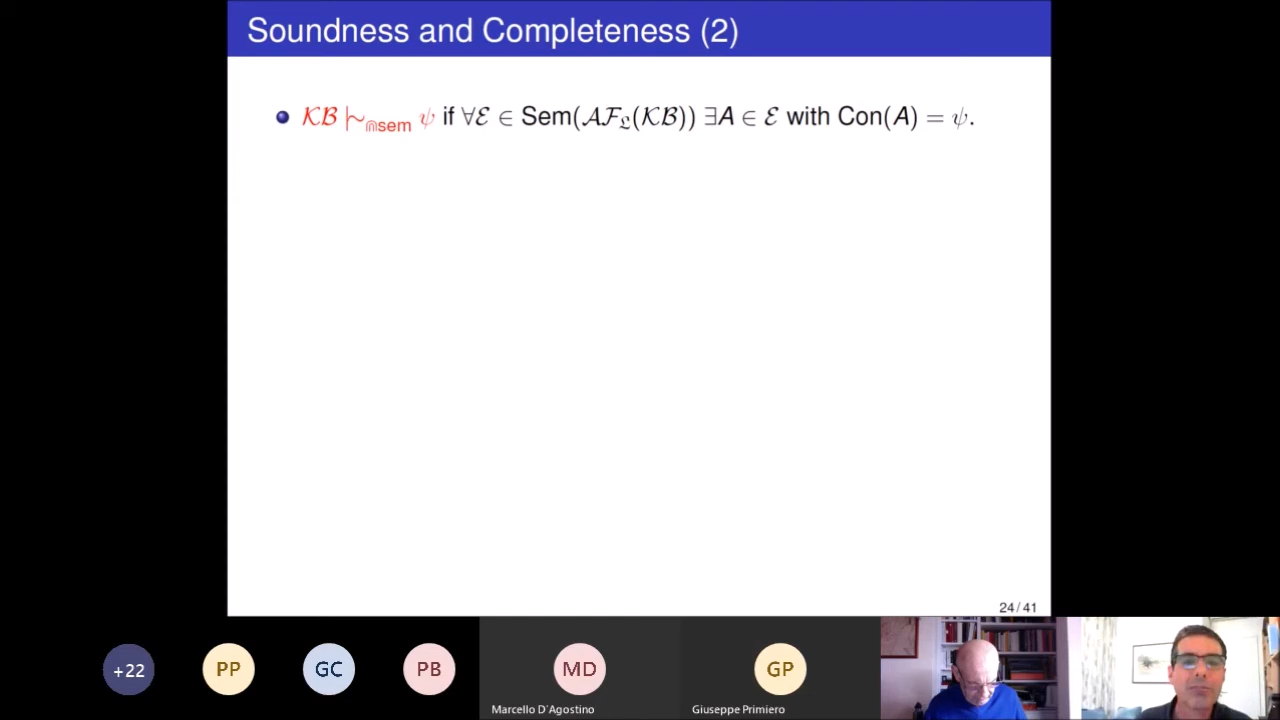 Soundness and Completeness (2)
𝒦ℬ |∼⋒sem ψ if ∀ℰ ∈ Sem(𝒜ℱ𝔏(𝒦ℬ)) ∃A ∈ ℰ with Con(A) = ψ.
24 / 41
+22 PP GC PB MD GP
Marcello D´Agostino Giuseppe Primiero